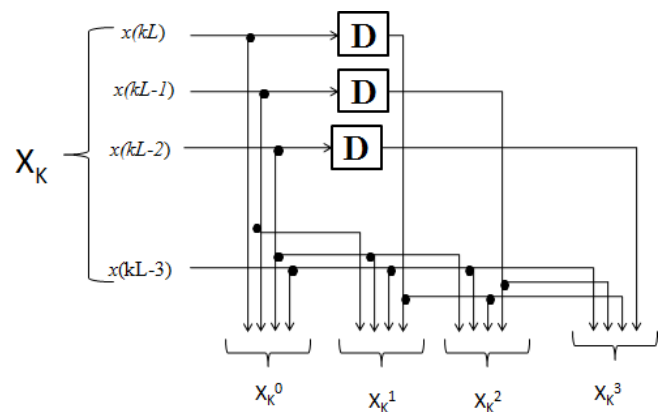 x(kL)
D
x(kL-1)
D
x(kL-2)
D
X_K
x(kL-3)
X_K^0
X_K^1
X_K^2
X_K^3